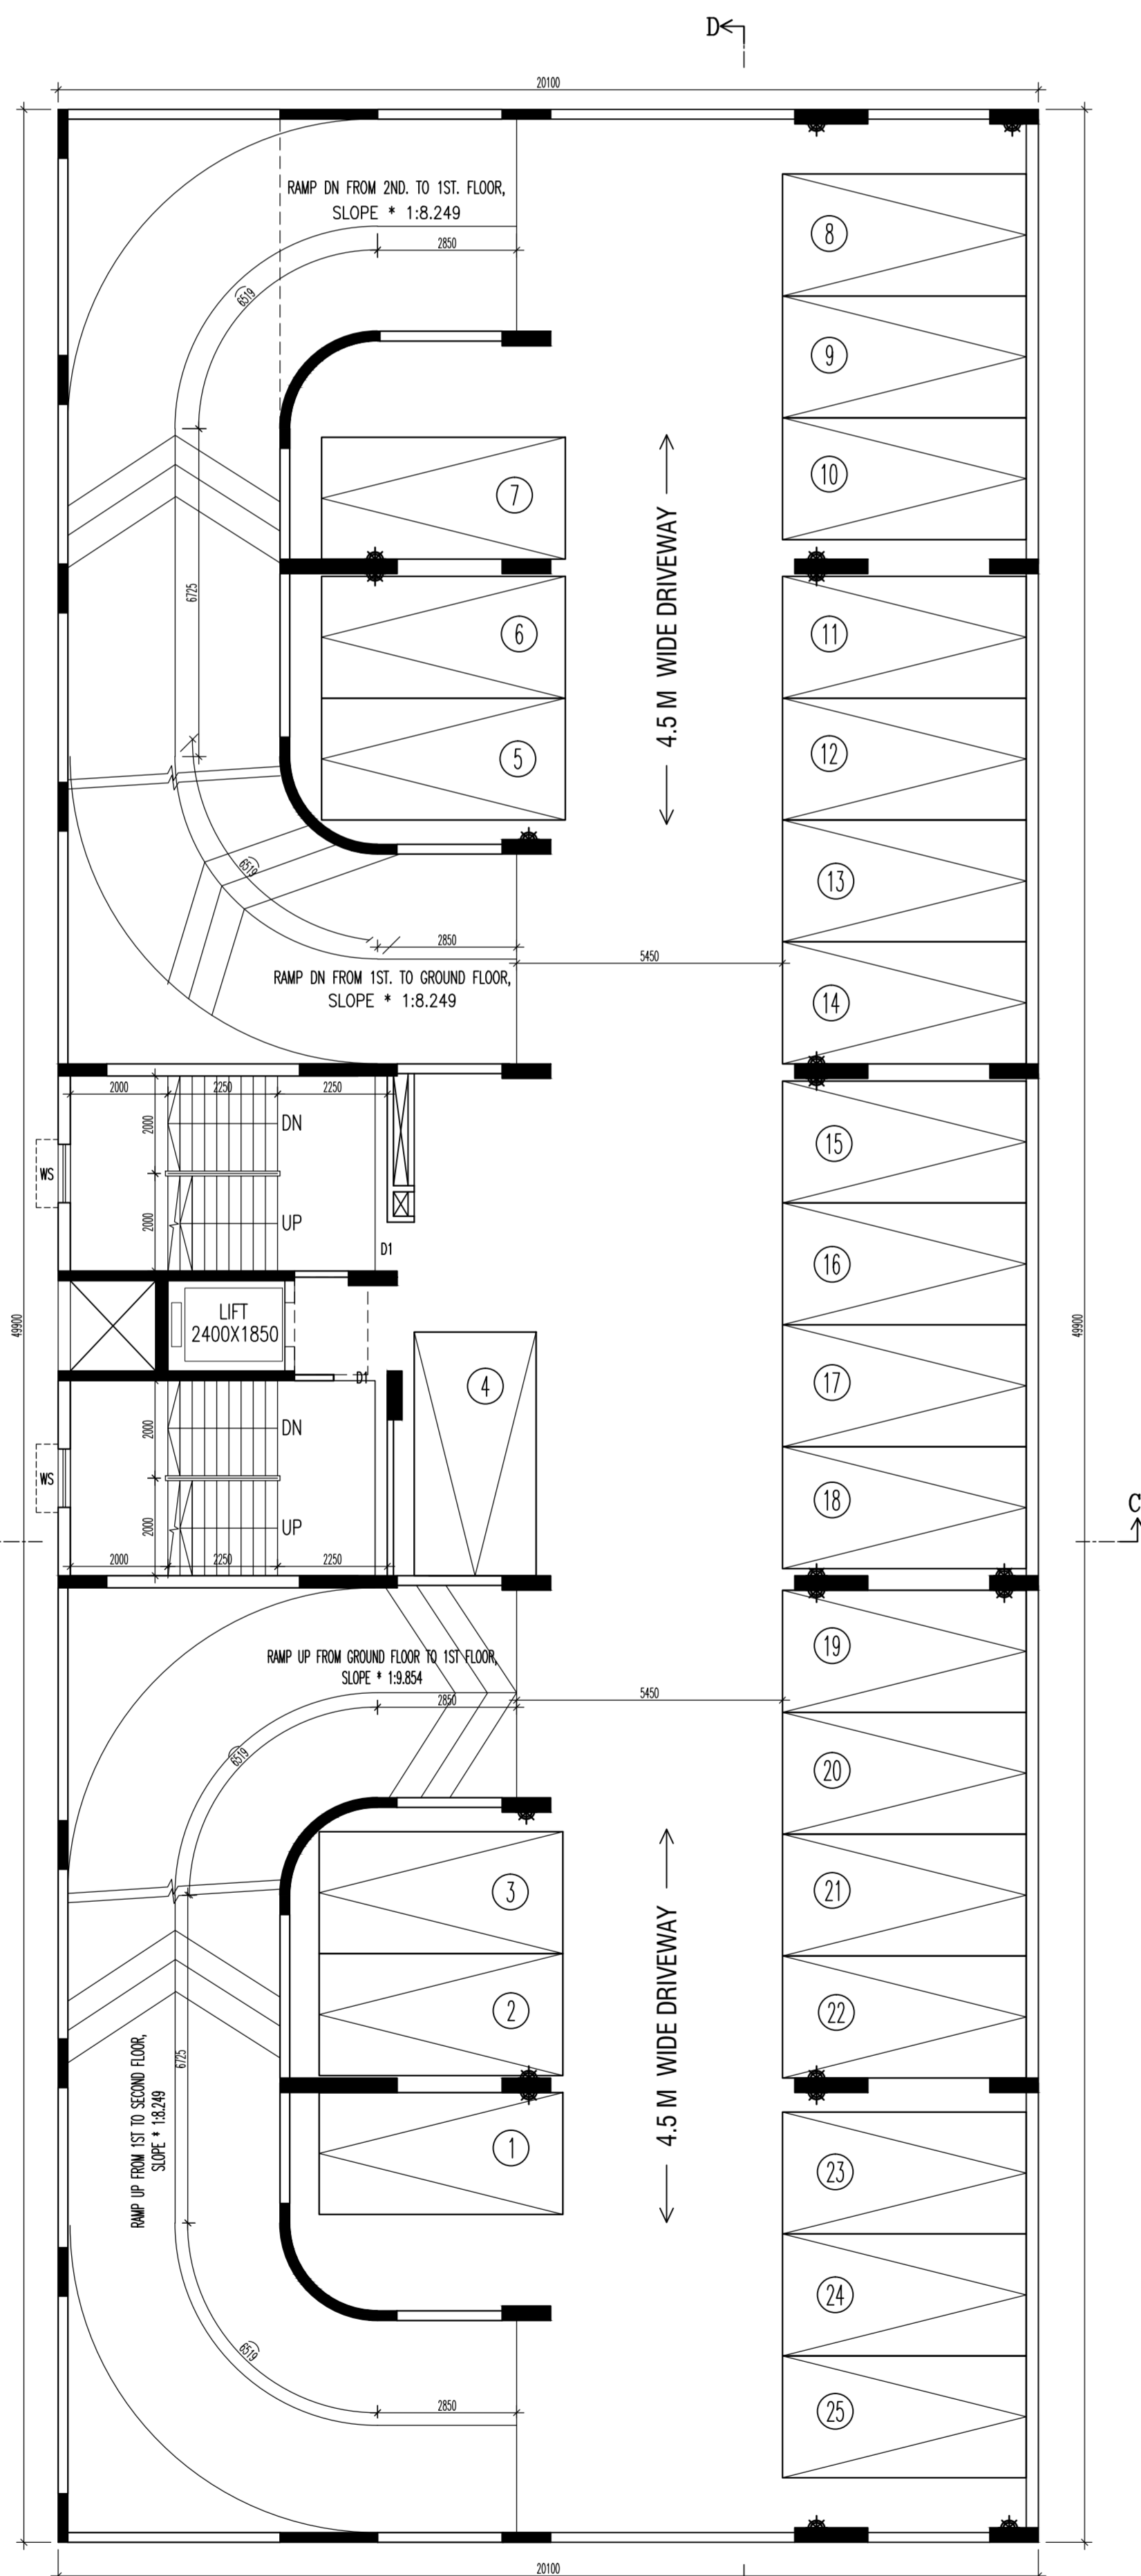 D
20100
RAMP DN FROM 2ND. TO 1ST. FLOOR,
SLOPE * 1:8.249
2850
6519
8
9
10
7
4.5 M WIDE DRIVEWAY
6725
6
5
11
12
13
14
6519
2850
5450
RAMP DN FROM 1ST. TO GROUND FLOOR,
SLOPE * 1:8.249
2000
2250
2250
2000
DN
WS
2000
UP
D1
15
16
17
18
49900
49900
LIFT
2400X1850
D1
4
2000
DN
WS
2000
UP
2000
2250
2250
C
RAMP UP FROM GROUND FLOOR TO 1ST FLOOR,
SLOPE * 1:9.854
2850
5450
6519
19
20
21
22
3
2
1
4.5 M WIDE DRIVEWAY
6725
RAMP UP FROM 1ST TO SECOND FLOOR,
SLOPE * 1:8.249
23
24
25
6519
2850
20100